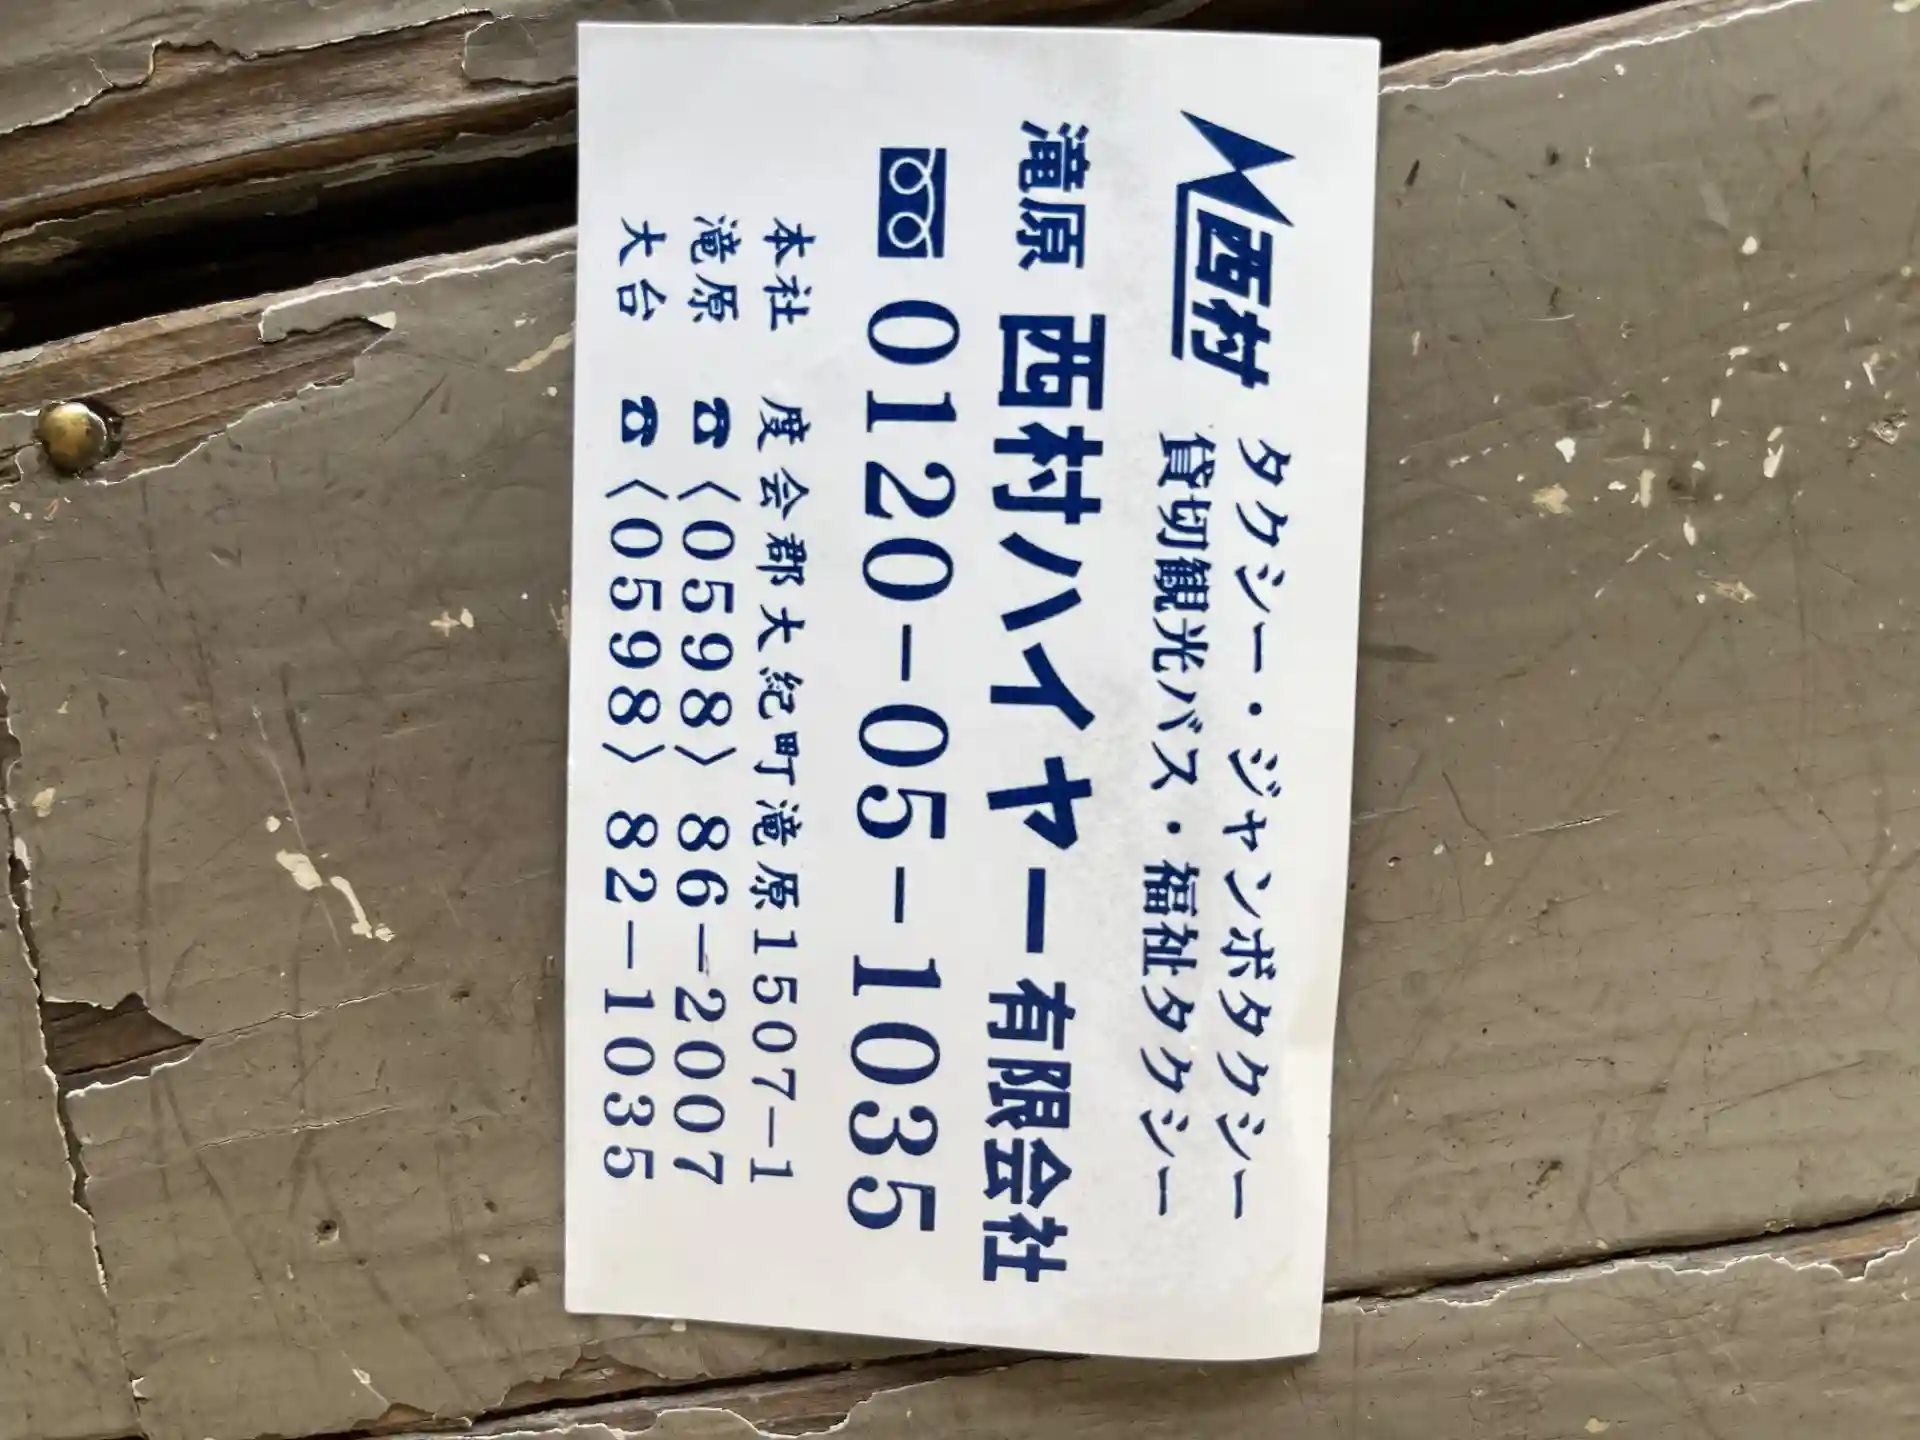 西村
タクシー・ジャンボタクシー
貸切観光バス・福祉タクシー
滝原 西村ハイヤー有限会社
0120-05-1035
本社 度会郡大紀町滝原1507-1
滝原 ☎〈0598〉86-2007
大台 ☎〈0598〉82-1035